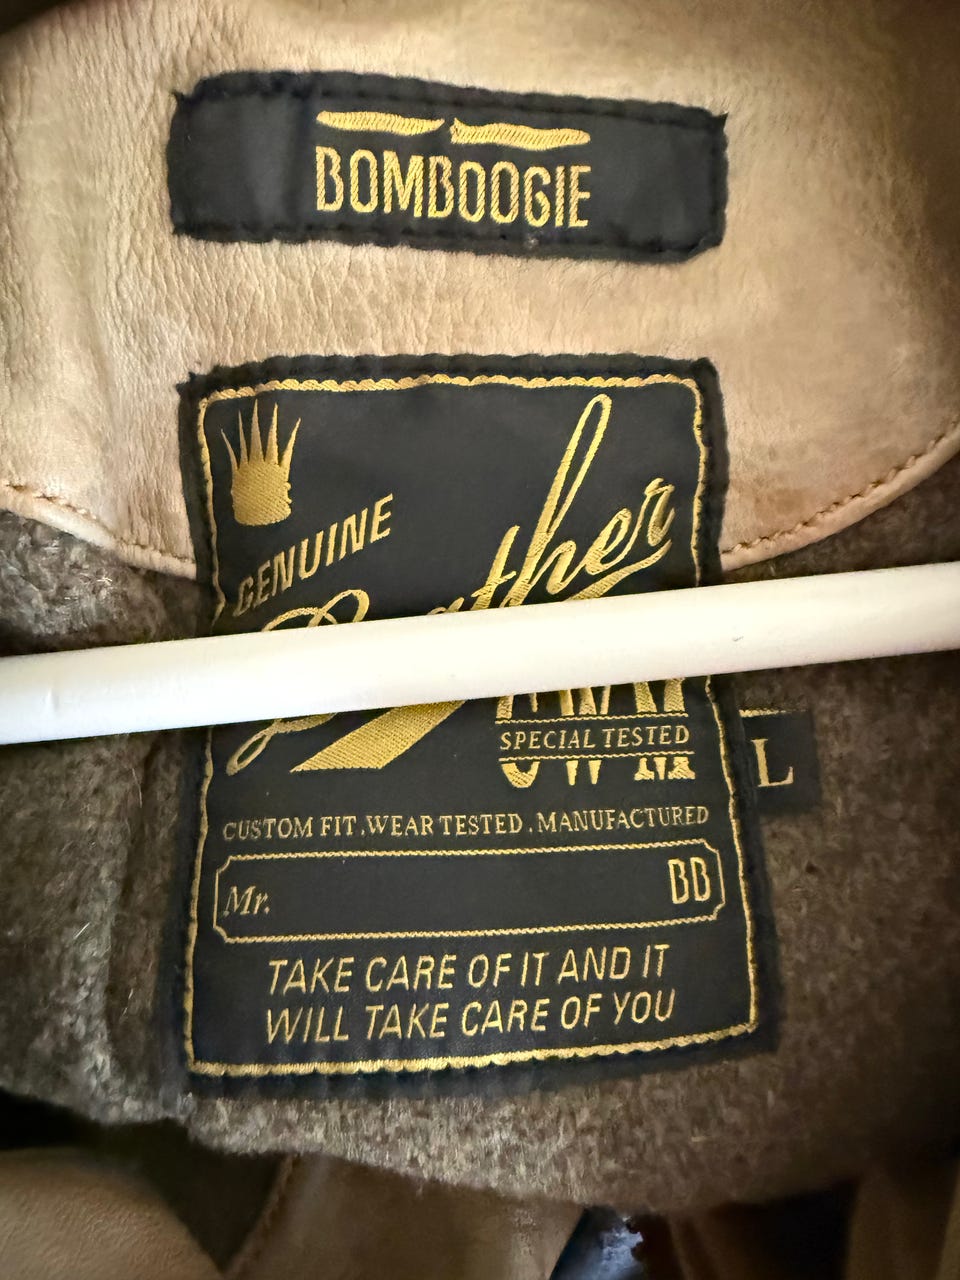 BOMBOOGIE
GENUINE
Leather
SPECIAL TESTED
L
CUSTOM FIT . WEAR TESTED . MANUFACTURED
Mr. BB
TAKE CARE OF IT AND IT
WILL TAKE CARE OF YOU